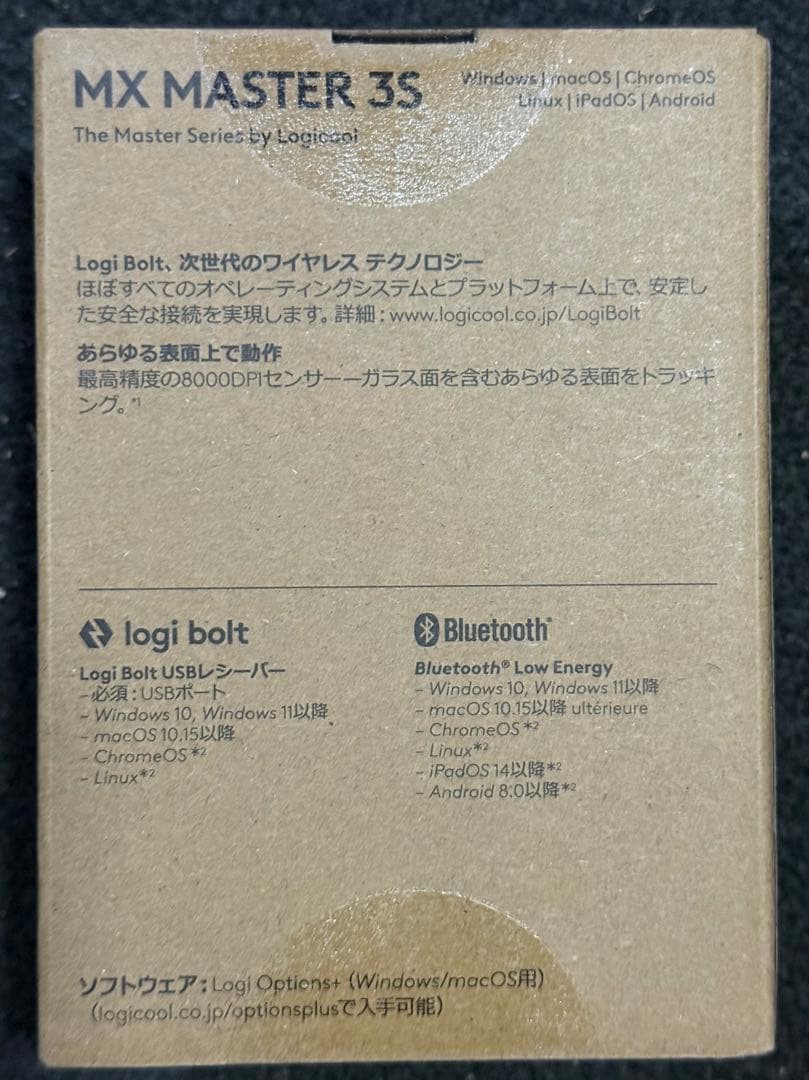 MX MASTER 3S
Windows | macOS | ChromeOS
Linux | iPadOS | Android
The Master Series by Logicool
Logi Bolt、次世代のワイヤレス テクノロジー
ほぼすべてのオペレーティングシステムとプラットフォーム上で、安定し
た安全な接続を実現します。詳細：www.logicool.co.jp/LogiBolt
あらゆる表面上で動作
最高精度の8000DPIセンサー—ガラス面を含むあらゆる表面をトラッキ
ング。*1
logi bolt
Logi Bolt USBレシーバー
– 必須：USBポート
– Windows 10, Windows 11以降
– macOS 10.15以降
– ChromeOS *2
– Linux*2
Bluetooth®
Bluetooth® Low Energy
– Windows 10, Windows 11以降
– macOS 10.15以降 ultérieure
– ChromeOS *2
– Linux*2
– iPadOS 14以降*2
– Android 8.0以降*2
ソフトウェア：Logi Options+（Windows/macOS用）
（logicool.co.jp/optionsplusで入手可能）